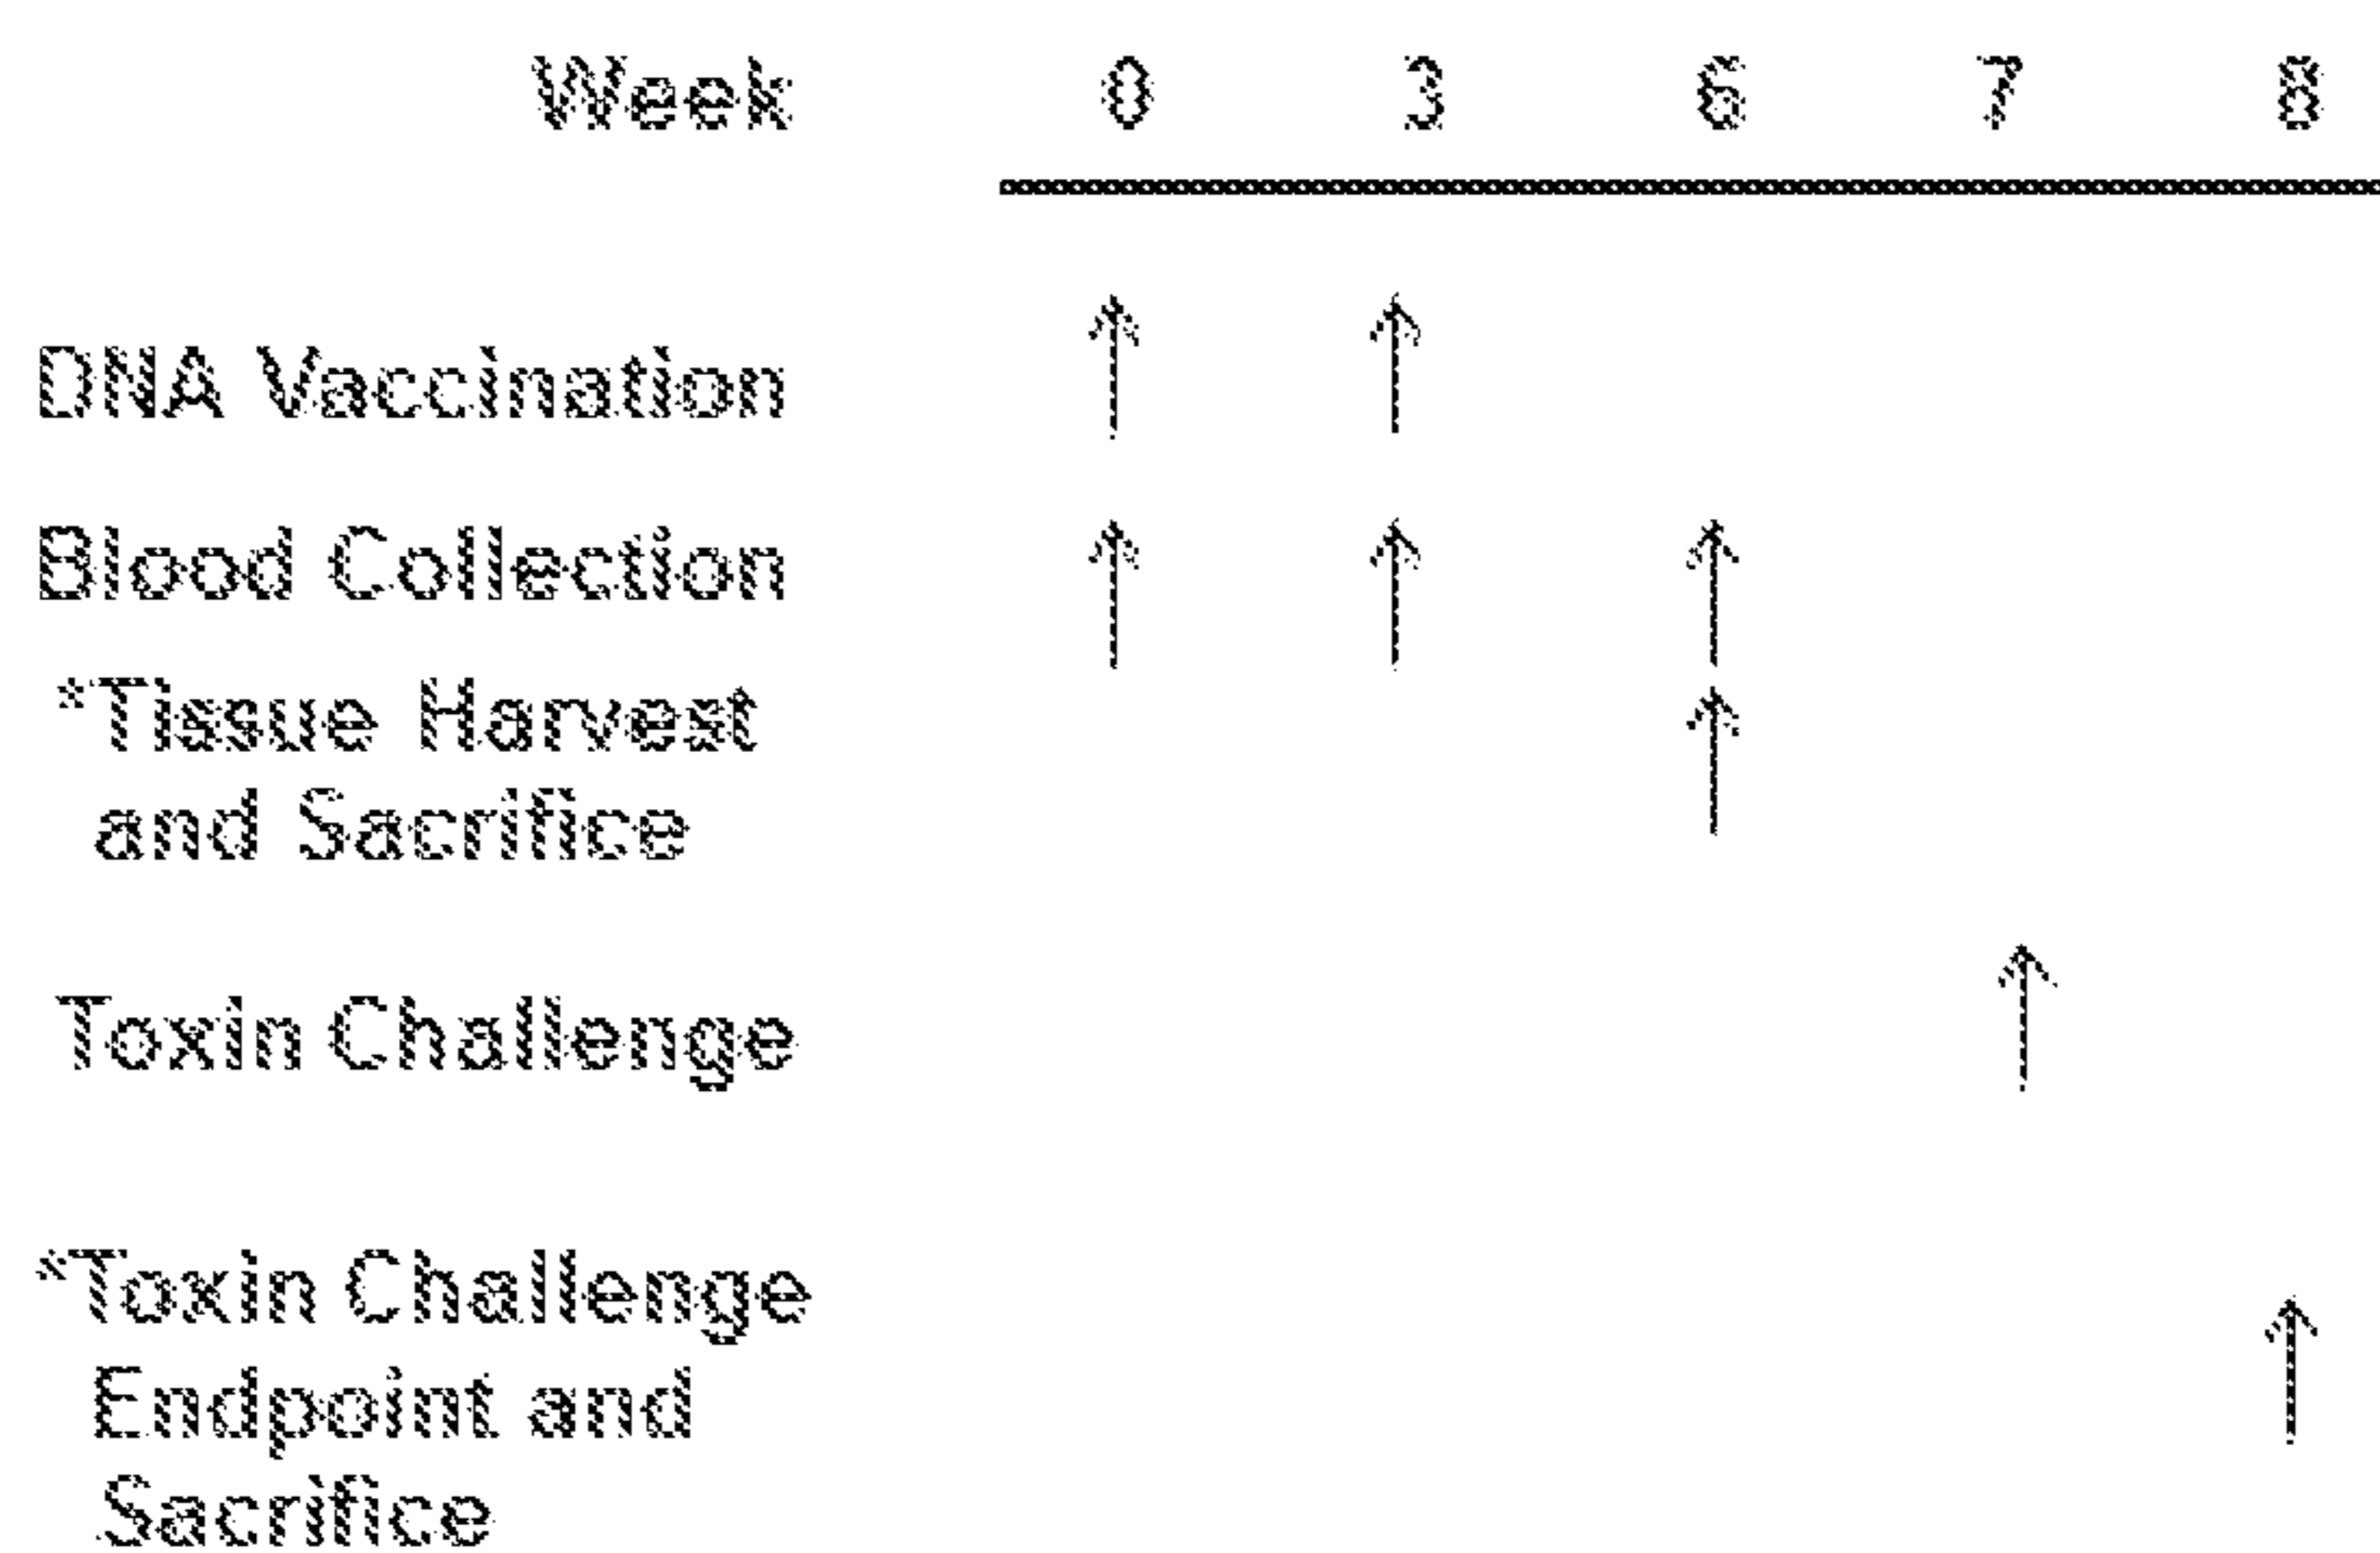 Week 0 3 6 7 8
DNA Vaccination
Blood Collection
*Tissue Harvest
and Sacrifice
Toxin Challenge
*Toxin Challenge
Endpoint and
Sacrifice